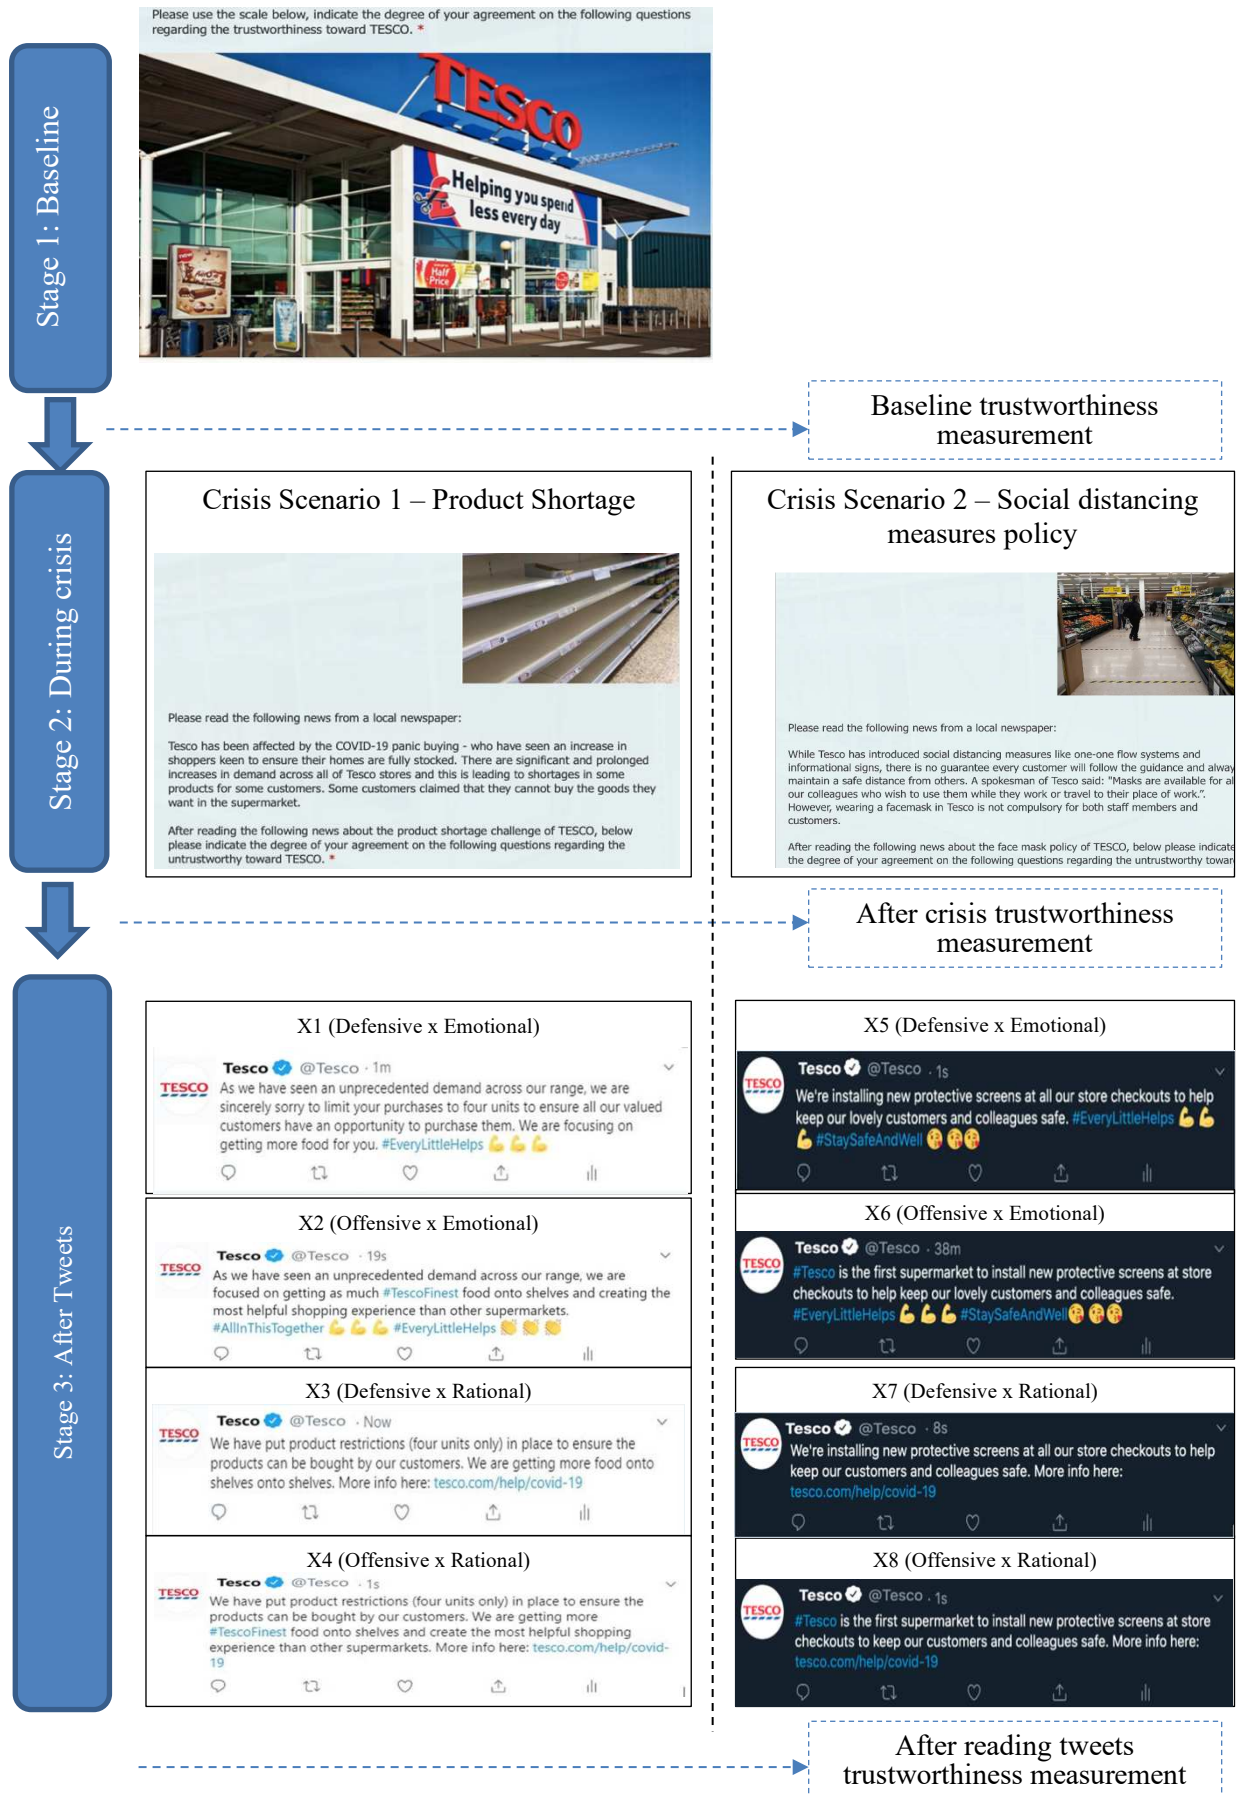 Please use the scale below, indicate the degree of your agreement on the following questions
regarding the trustworthiness toward TESCO. *
Stage 1: Baseline
TESCO
Helping you spend
less every day
Half
Price
Baseline trustworthiness
measurement
Stage 2: During crisis
Crisis Scenario 1 – Product Shortage
Please read the following news from a local newspaper:
Tesco has been affected by the COVID-19 panic buying - who have seen an increase in
shoppers keen to ensure their homes are fully stocked. There are significant and prolonged
increases in demand across all of Tesco stores and this is leading to shortages in some
products for some customers. Some customers claimed that they cannot buy the goods they
want in the supermarket.
After reading the following news about the product shortage challenge of TESCO, below
please indicate the degree of your agreement on the following questions regarding the
untrustworthy toward TESCO. *
Crisis Scenario 2 – Social distancing
measures policy
Please read the following news from a local newspaper:
While Tesco has introduced social distancing measures like one-one flow systems and
informational signs, there is no guarantee every customer will follow the guidance and alway
maintain a safe distance from others. A spokesman of Tesco said: "Masks are available for al
our colleagues who wish to use them while they work or travel to their place of work.".
However, wearing a facemask in Tesco is not compulsory for both staff members and
customers.
After reading the following news about the face mask policy of TESCO, below please indicate
the degree of your agreement on the following questions regarding the untrustworthy towar
After crisis trustworthiness
measurement
Stage 3: After Tweets
X1 (Defensive x Emotional)
TESCO
Tesco @Tesco · 1m
As we have seen an unprecedented demand across our range, we are
sincerely sorry to limit your purchases to four units to ensure all our valued
customers have an opportunity to purchase them. We are focusing on
getting more food for you. #EveryLittleHelps 💪 💪 💪
X2 (Offensive x Emotional)
TESCO
Tesco @Tesco · 19s
As we have seen an unprecedented demand across our range, we are
focused on getting as much #TescoFinest food onto shelves and creating the
most helpful shopping experience than other supermarkets.
#AllInThisTogether 💪 💪 💪 #EveryLittleHelps 👏 👏 👏
X3 (Defensive x Rational)
TESCO
Tesco @Tesco · Now
We have put product restrictions (four units only) in place to ensure the
products can be bought by our customers. We are getting more food onto
shelves onto shelves. More info here: tesco.com/help/covid-19
X4 (Offensive x Rational)
TESCO
Tesco @Tesco · 1s
We have put product restrictions (four units only) in place to ensure the
products can be bought by our customers. We are getting more
#TescoFinest food onto shelves and create the most helpful shopping
experience than other supermarkets. More info here: tesco.com/help/covid-
19
X5 (Defensive x Emotional)
TESCO
Tesco @Tesco . 1s
We're installing new protective screens at all our store checkouts to help
keep our lovely customers and colleagues safe. #EveryLittleHelps 💪 💪
💪 #StaySafeAndWell 😘 😘 😘
X6 (Offensive x Emotional)
TESCO
Tesco @Tesco · 38m
#Tesco is the first supermarket to install new protective screens at store
checkouts to help keep our lovely customers and colleagues safe.
#EveryLittleHelps 💪 💪 💪 #StaySafeAndWell 😘 😘 😘
X7 (Defensive x Rational)
TESCO
Tesco @Tesco · 8s
We're installing new protective screens at all our store checkouts to help
keep our customers and colleagues safe. More info here:
tesco.com/help/covid-19
X8 (Offensive x Rational)
TESCO
Tesco @Tesco . 1s
#Tesco is the first supermarket to install new protective screens at store
checkouts to keep our customers and colleagues safe. More info here:
tesco.com/help/covid-19
After reading tweets
trustworthiness measurement